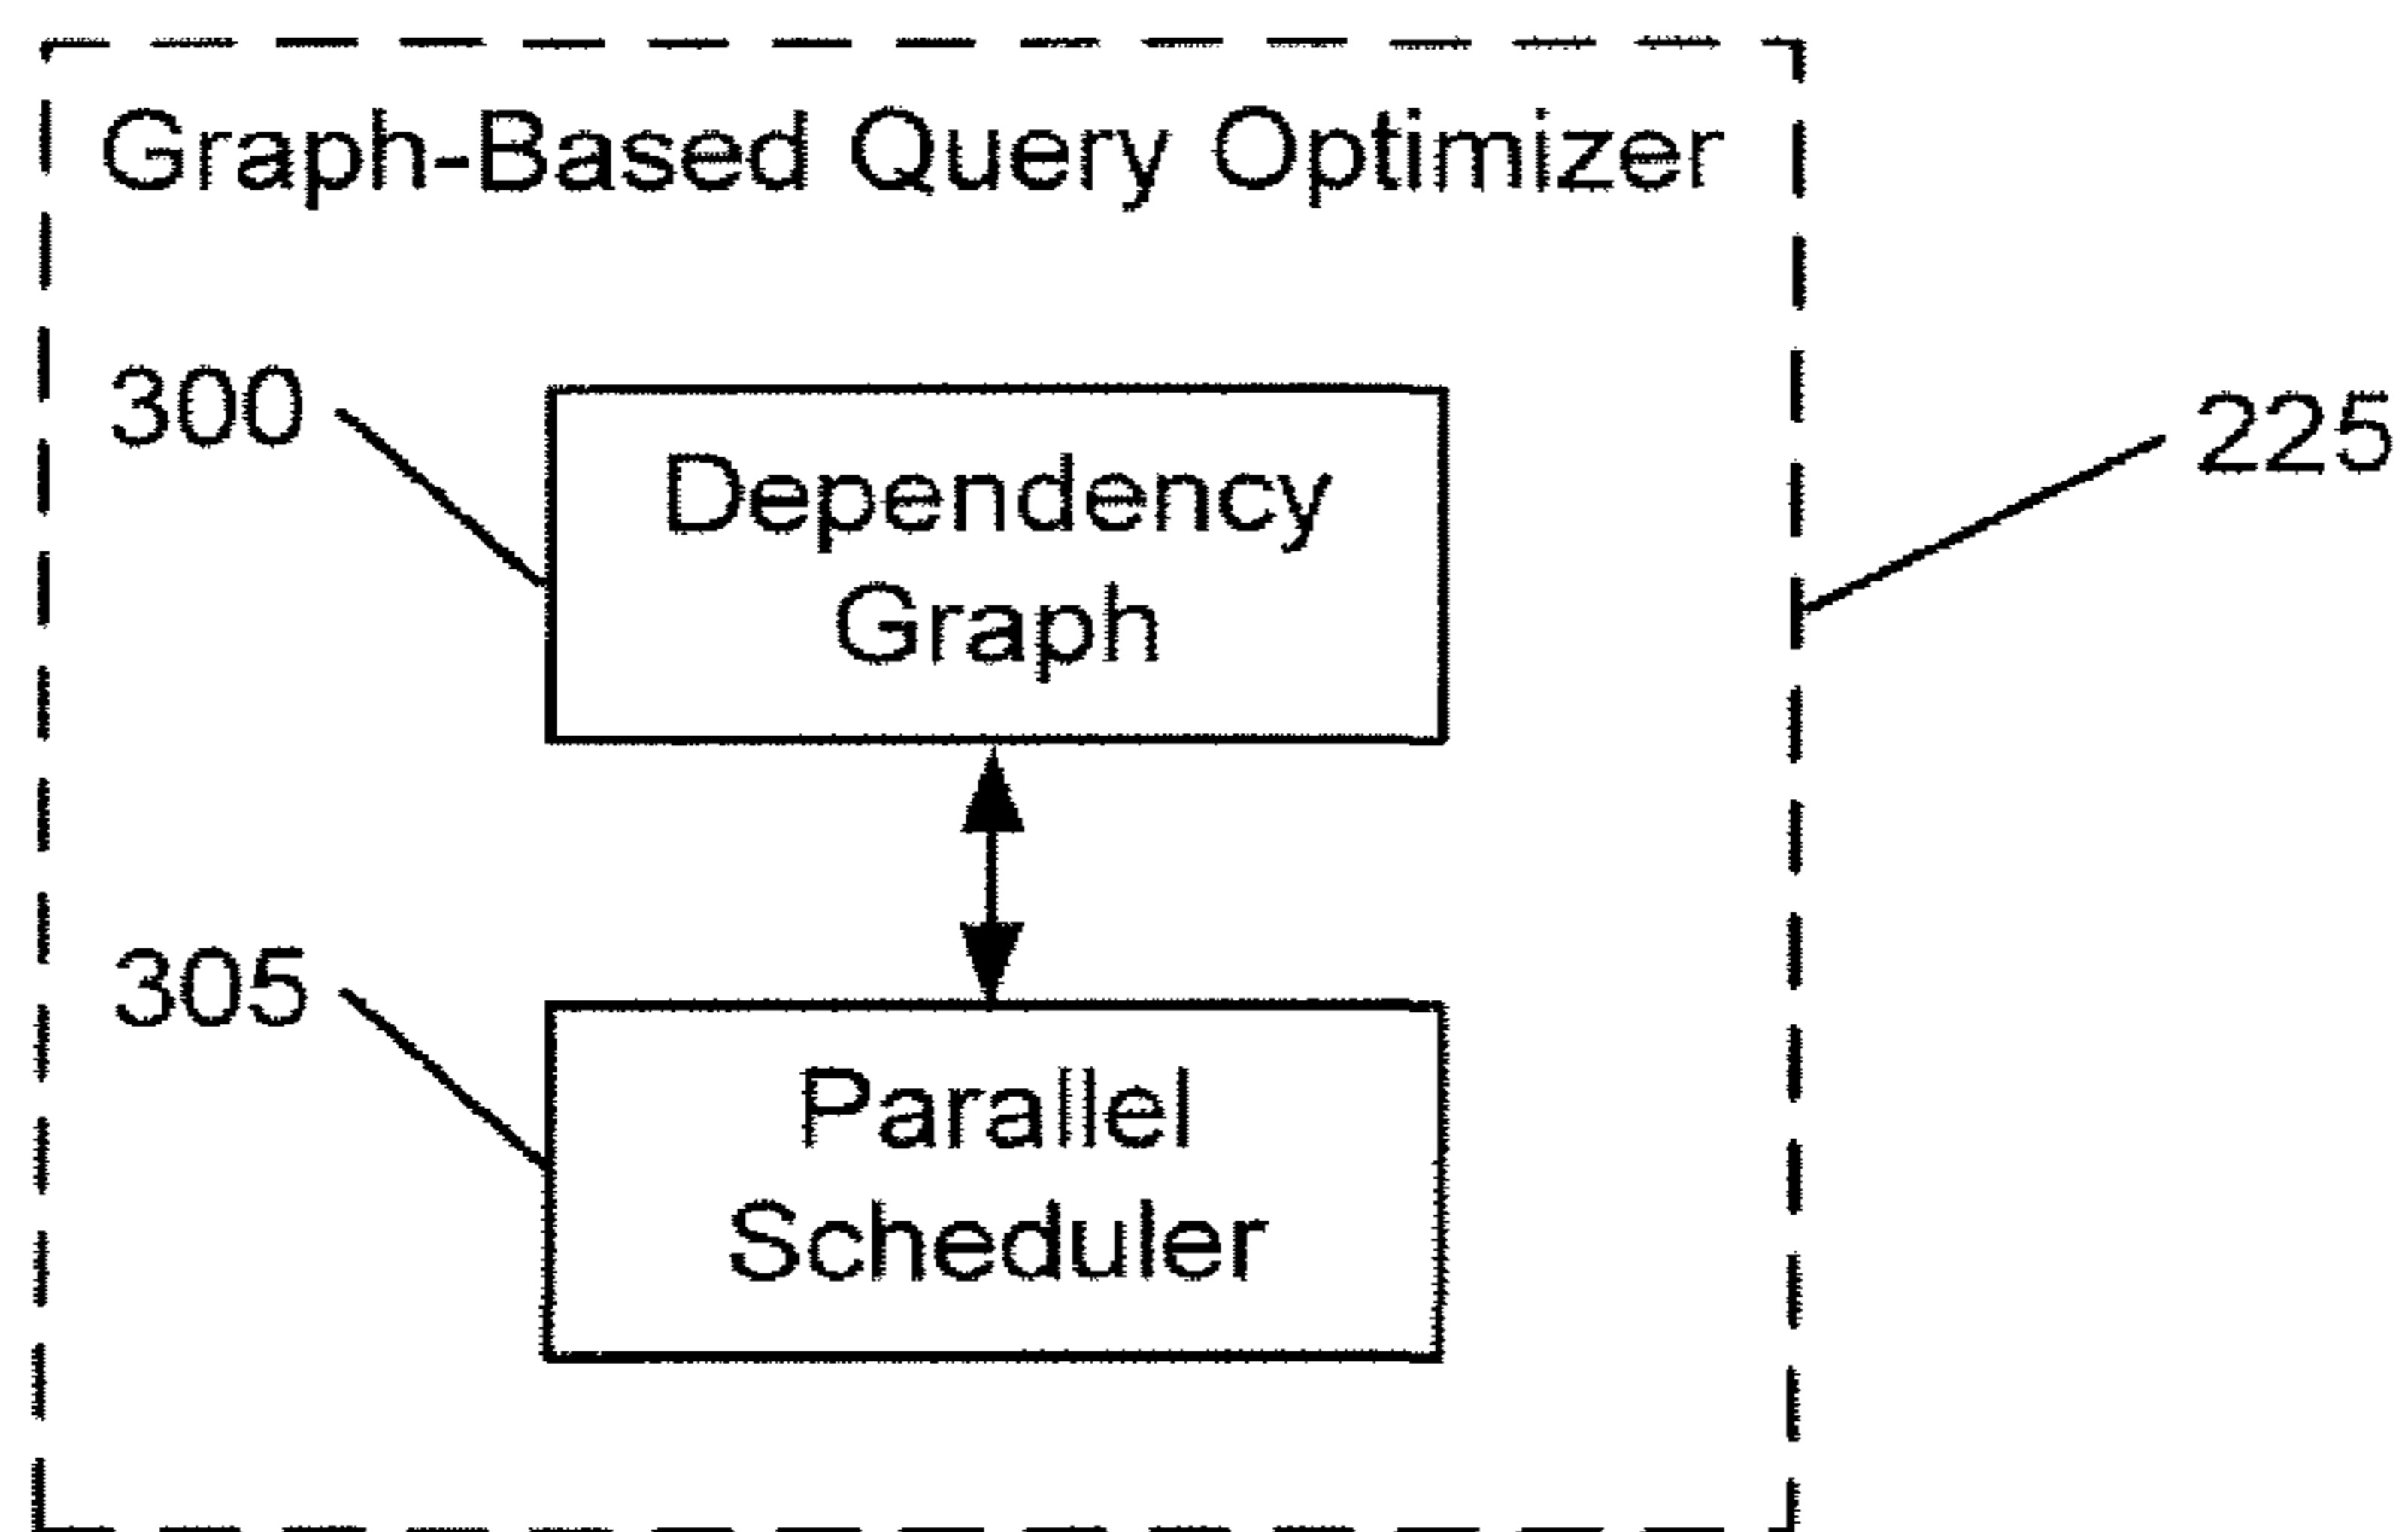 Graph-Based Query Optimizer
300
Dependency
Graph
225
305
Parallel
Scheduler